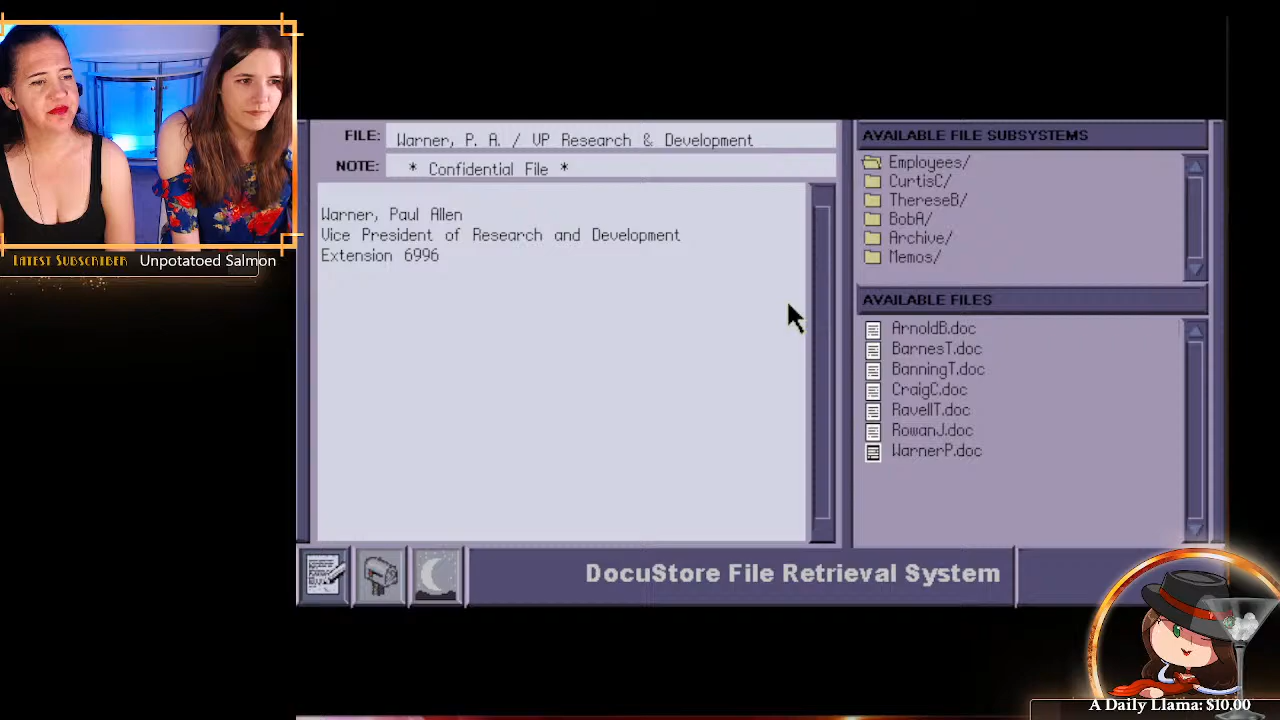 FILE: Warner, P. A. / VP Research & Development
NOTE: * Confidential File *
Warner, Paul Allen
Vice President of Research and Development
Extension 6996
AVAILABLE FILE SUBSYSTEMS
Employees/
CurtisC/
ThereseB/
BobA/
Archive/
Memos/
AVAILABLE FILES
ArnoldB.doc
BarnesT.doc
BanningT.doc
CraigC.doc
RavellT.doc
RowanJ.doc
WarnerP.doc
DocuStore File Retrieval System
LATEST SUBSCRIBER Unpotatoed Salmon
A Daily Llama: $10.00